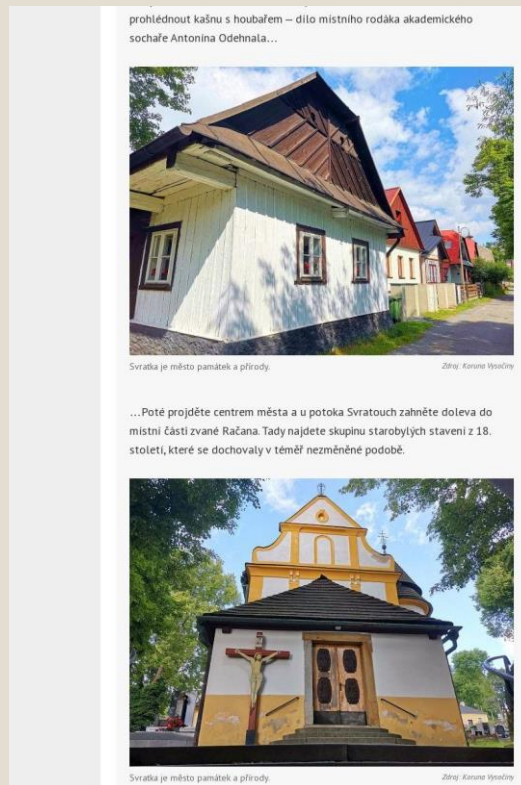 prohlédnout kašnu s houbařem — dílo místního rodáka akademického
sochaře Antonína Odehnala...
Svratka je město památek a přírody.
Zdroj: Koruna Vysočiny
...Poté projděte centrem města a u potoka Svratouch zahněte doleva do
místní části zvané Račana. Tady najdete skupinu starobylých stavení z 18.
století, které se dochovaly v téměř nezměněné podobě.
Svratka je město památek a přírody.
Zdroj: Koruna Vysočiny